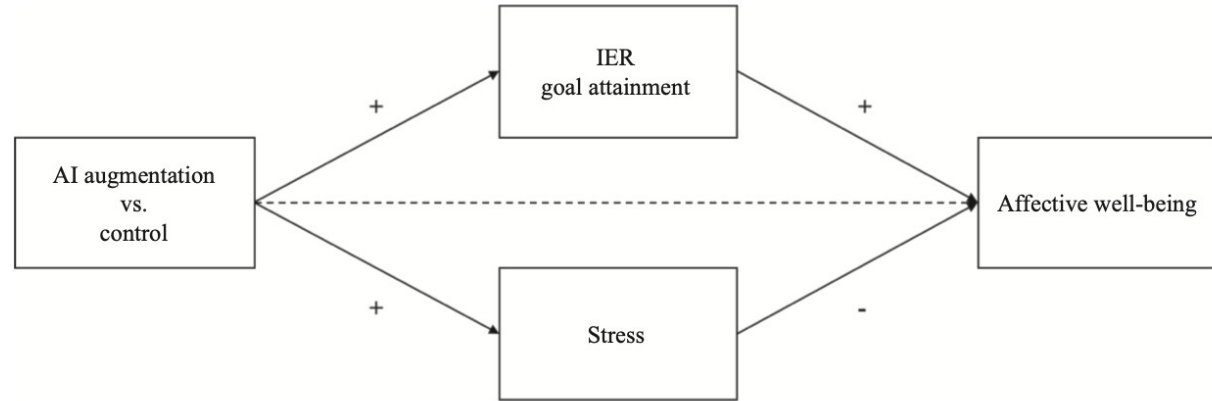 IER
goal attainment
+
+
AI augmentation
vs.
control
Affective well-being
+
-
Stress